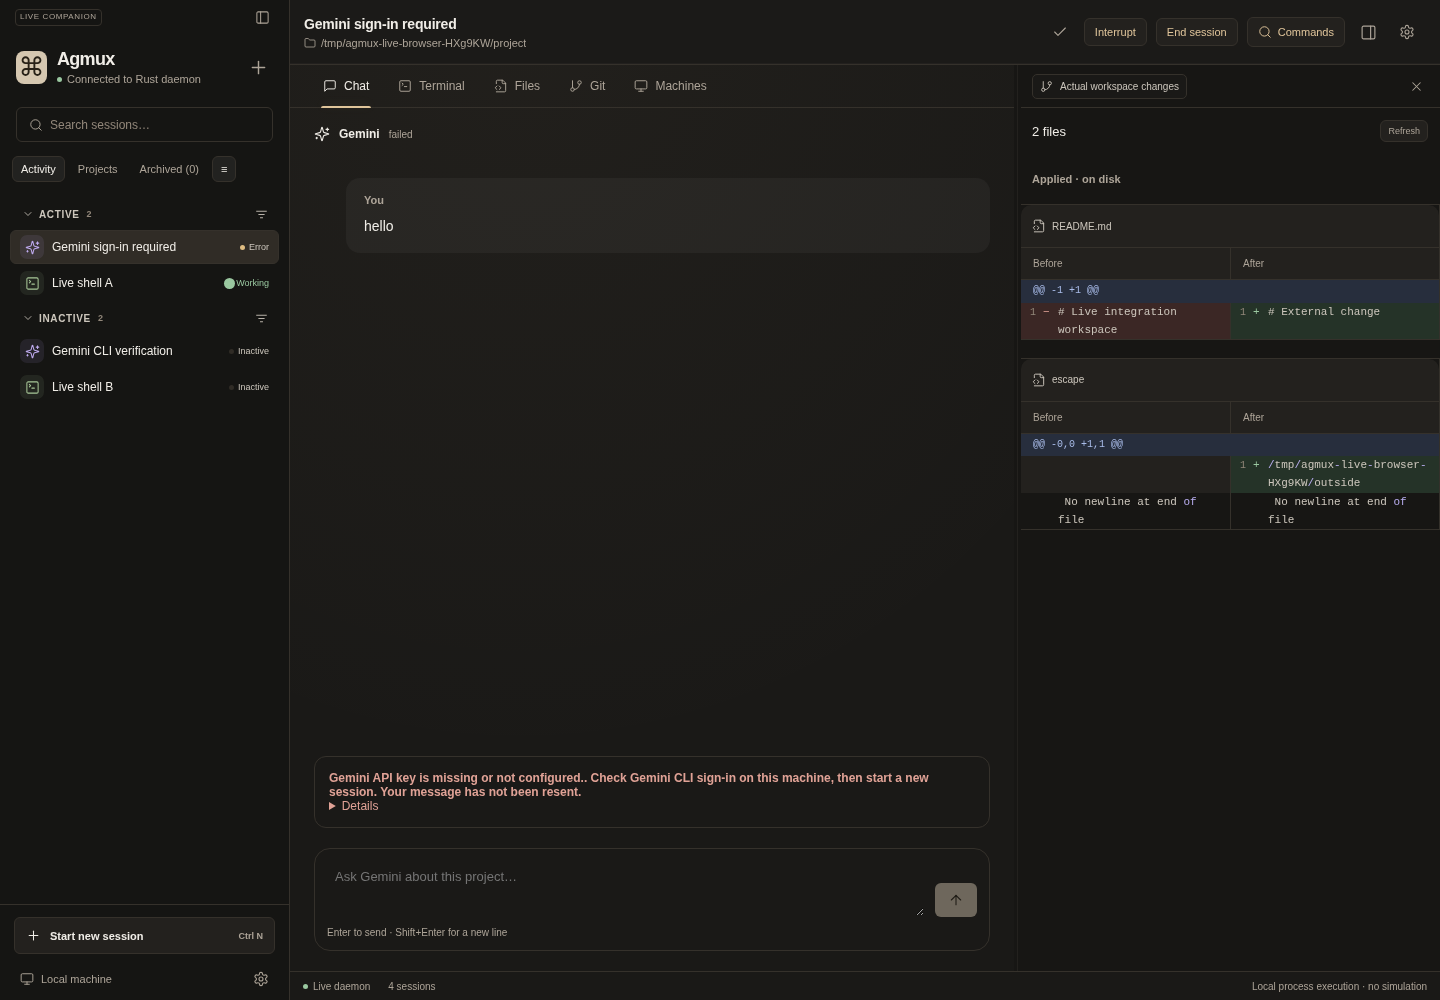 LIVE COMPANION
Agmux
Connected to Rust daemon
Search sessions…
Activity Projects Archived (0) ≡
ACTIVE 2
Gemini sign-in required Error
Live shell A Working
INACTIVE 2
Gemini CLI verification Inactive
Live shell B Inactive
Start new session Ctrl N
Local machine
Gemini sign-in required
/tmp/agmux-live-browser-HXg9KW/project
Interrupt End session Commands
Chat Terminal Files Git Machines
Gemini failed
You
hello
Gemini API key is missing or not configured.. Check Gemini CLI sign-in on this machine, then start a new
session. Your message has not been resent.
Details
Ask Gemini about this project…
Enter to send · Shift+Enter for a new line
Actual workspace changes
2 files Refresh
Applied · on disk
README.md
Before After
@@ -1 +1 @@
1 − # Live integration 1 + # External change
workspace
escape
Before After
@@ -0,0 +1,1 @@
1 + /tmp/agmux-live-browser-
HXg9KW/outside
No newline at end of No newline at end of
file file
Live daemon 4 sessions Local process execution · no simulation